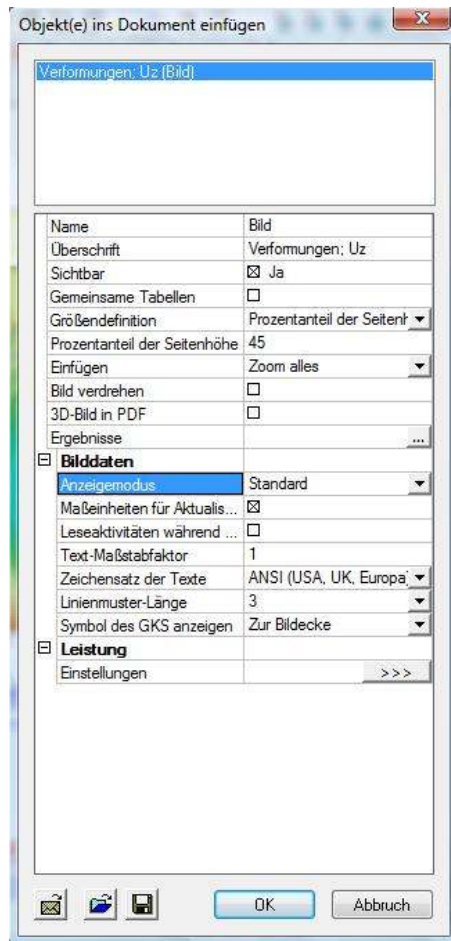 Objekt(e) ins Dokument einfügen
Verformungen; Uz (Bild)
Name Bild
Überschrift Verformungen; Uz
Sichtbar Ja
Gemeinsame Tabellen
Größendefinition Prozentanteil der Seitenh
Prozentanteil der Seitenhöhe 45
Einfügen Zoom alles
Bild verdrehen
3D-Bild in PDF
Ergebnisse ...
Bilddaten
Anzeigemodus Standard
Maßeinheiten für Aktualis...
Leseaktivitäten während ...
Text-Maßstabfaktor 1
Zeichensatz der Texte ANSI (USA, UK, Europa)
Linienmuster-Länge 3
Symbol des GKS anzeigen Zur Bildecke
Leistung
Einstellungen >>>
OK Abbruch